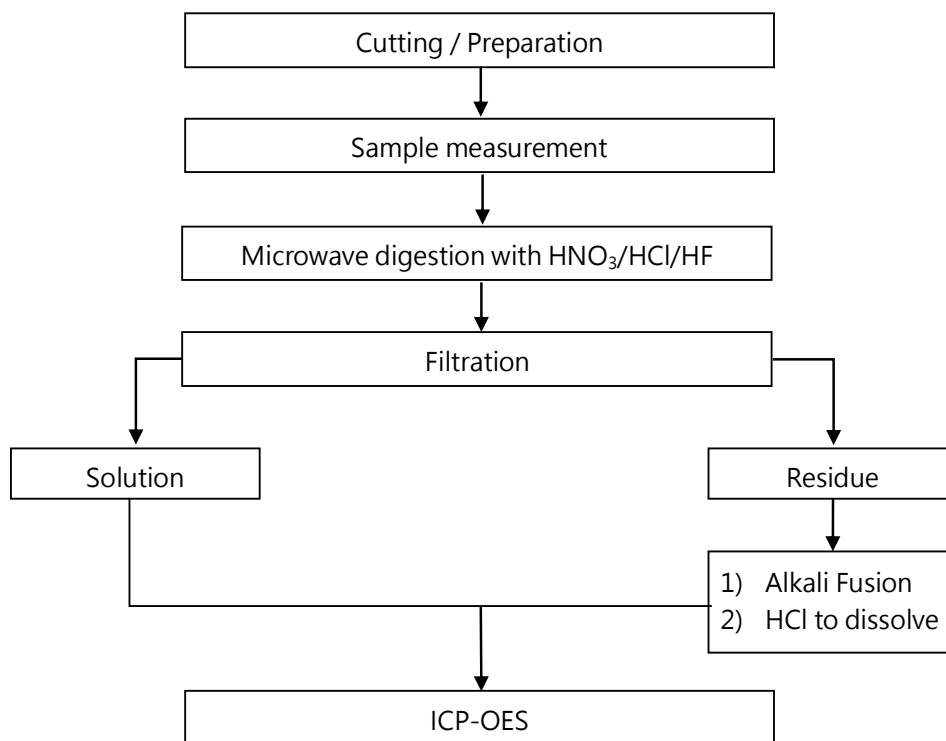 Cutting / Preparation
Sample measurement
Microwave digestion with HNO₃/HCl/HF
Filtration
Solution
Residue
1) Alkali Fusion
2) HCl to dissolve
ICP-OES